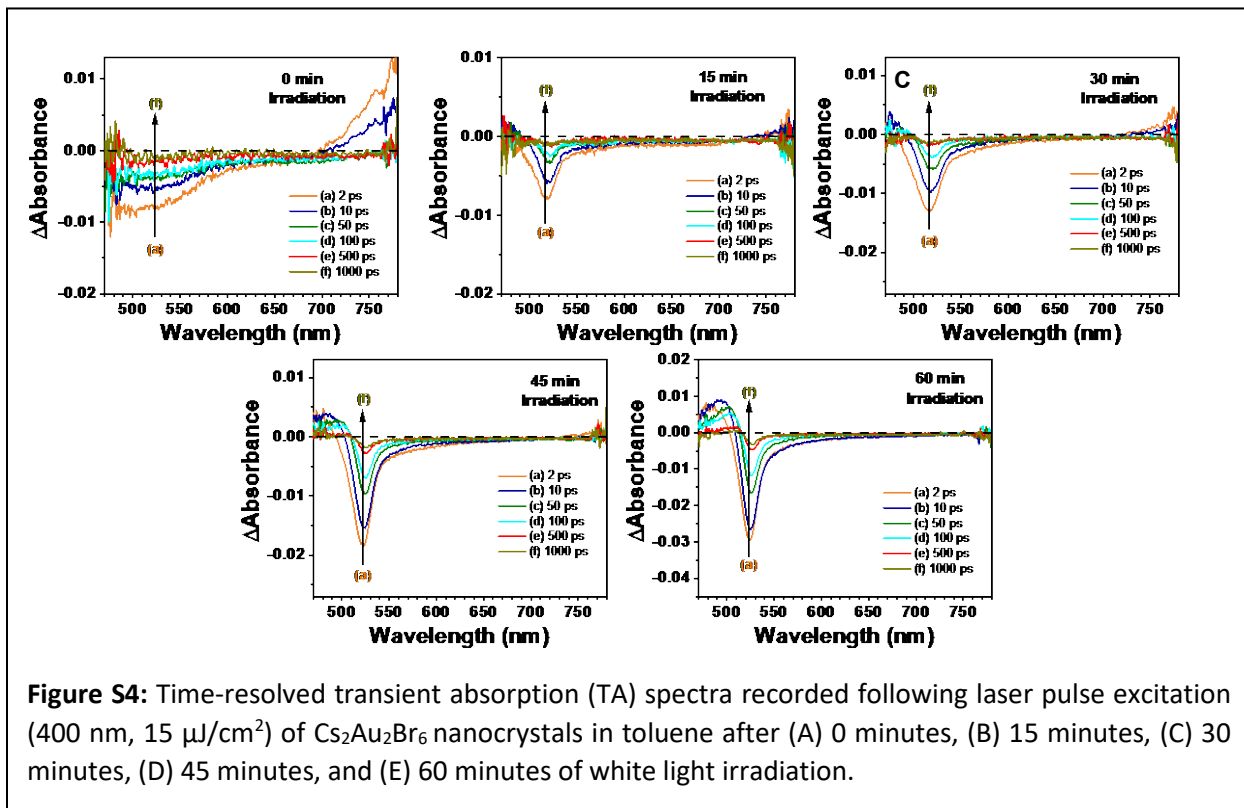 0.01
0 min
Irradiation
(f)
0.00
−0.01
−0.02
ΔAbsorbance
(a) 2 ps
(b) 10 ps
(c) 50 ps
(d) 100 ps
(e) 500 ps
(f) 1000 ps
(a)
500 550 600 650 700 750
Wavelength (nm)
0.01
15 min
Irradiation
(f)
0.00
−0.01
−0.02
ΔAbsorbance
(a) 2 ps
(b) 10 ps
(c) 50 ps
(d) 100 ps
(e) 500 ps
(f) 1000 ps
(a)
500 550 600 650 700 750
Wavelength (nm)
C
0.01
30 min
Irradiation
(f)
0.00
−0.01
−0.02
ΔAbsorbance
(a) 2 ps
(b) 10 ps
(c) 50 ps
(d) 100 ps
(e) 500 ps
(f) 1000 ps
(a)
500 550 600 650 700 750
Wavelength (nm)
0.01
45 min
Irradiation
(f)
0.00
−0.01
−0.02
ΔAbsorbance
(a) 2 ps
(b) 10 ps
(c) 50 ps
(d) 100 ps
(e) 500 ps
(f) 1000 ps
(a)
500 550 600 650 700 750
Wavelength (nm)
0.02
60 min
Irradiation
(f)
0.01
0.00
−0.01
−0.02
−0.03
−0.04
ΔAbsorbance
(a) 2 ps
(b) 10 ps
(c) 50 ps
(d) 100 ps
(e) 500 ps
(f) 1000 ps
(a)
500 550 600 650 700 750
Wavelength (nm)
Figure S4: Time-resolved transient absorption (TA) spectra recorded following laser pulse excitation
(400 nm, 15 µJ/cm²) of Cs₂Au₂Br₆ nanocrystals in toluene after (A) 0 minutes, (B) 15 minutes, (C) 30
minutes, (D) 45 minutes, and (E) 60 minutes of white light irradiation.